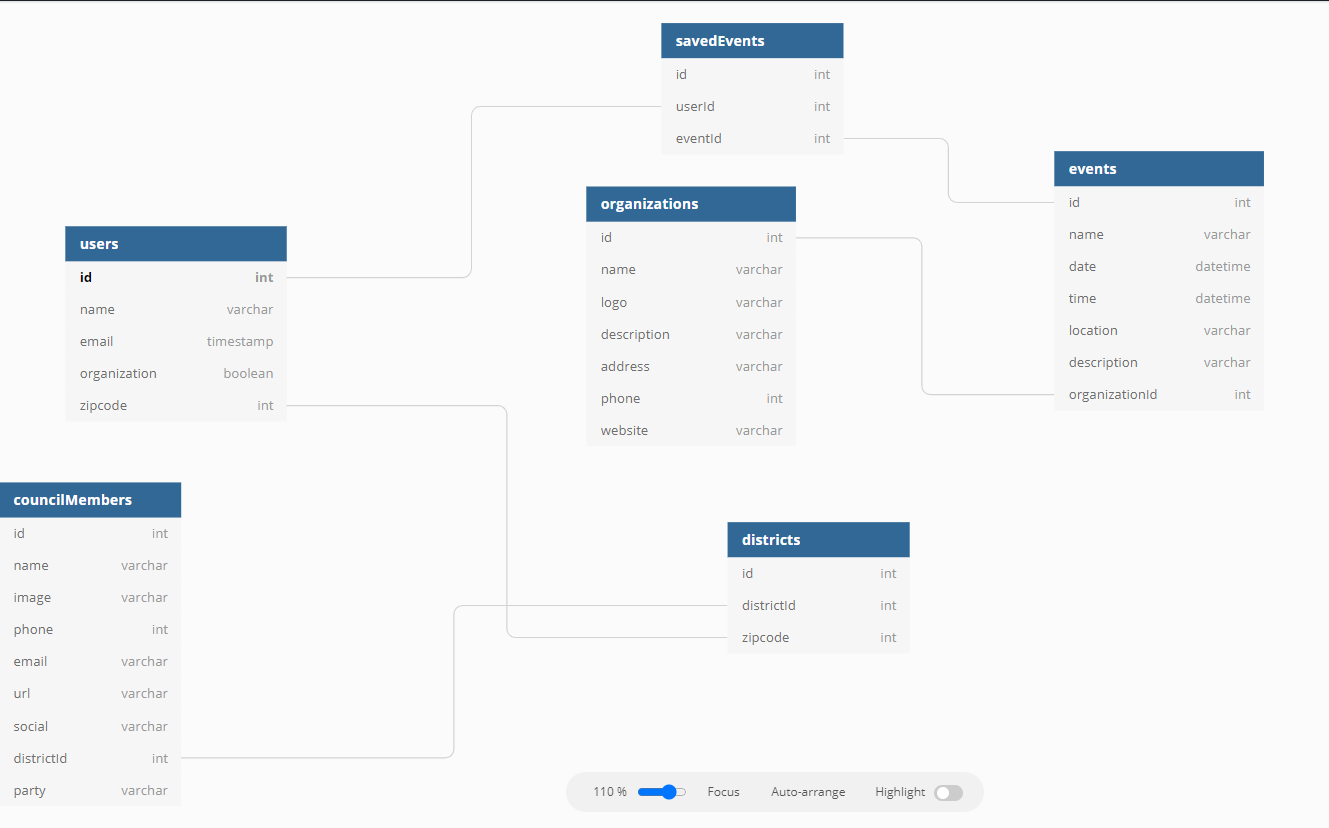 savedEvents
id int
userId int
eventId int
events
id int
name varchar
date datetime
time datetime
location varchar
description varchar
organizationId int
organizations
id int
name varchar
logo varchar
description varchar
address varchar
phone int
website varchar
users
id int
name varchar
email timestamp
organization boolean
zipcode int
councilMembers
id int
name varchar
image varchar
phone int
email varchar
url varchar
social varchar
districtId int
party varchar
districts
id int
districtId int
zipcode int
110 % Focus Auto-arrange Highlight